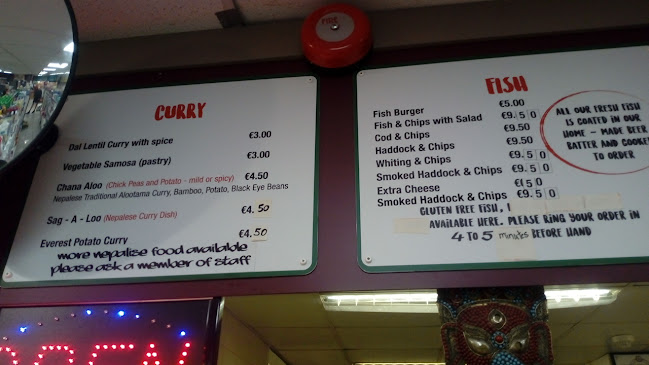 FIRE
CURRY
Dal Lentil Curry with spice €3.00
Vegetable Samosa (pastry) €3.00
Chana Aloo (Chick Peas and Potato - mild or spicy) €4.50
Nepalese Traditional Alootama Curry, Bamboo, Potato, Black Eye Beans
Sag - A - Loo (Nepalese Curry Dish) €4.50
Everest Potato Curry €4.50
more nepalise food available
please ask a member of staff
OPEN
FISH
Fish Burger €5.00
Fish & Chips with Salad €9.50
Cod & Chips €9.50
Haddock & Chips €9.50
Whiting & Chips €9.50
Smoked Haddock & Chips €9.50
Extra Cheese €1.50
Smoked Haddock & Chips €9.50
GLUTEN FREE FISH,
AVAILABLE HERE. PLEASE RING YOUR ORDER IN
4 TO 5 minutes BEFORE HAND
ALL OUR FRESH FISH
IS COATED IN OUR
HOME - MADE BEER
BATTER AND COOKED
TO ORDER